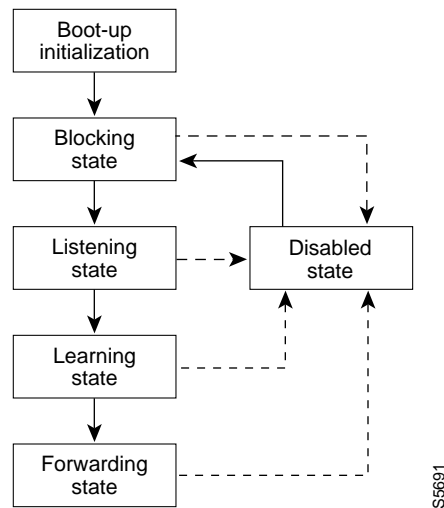 Boot-up
initialization
Blocking
state
Listening
state
Disabled
state
Learning
state
Forwarding
state
S5691